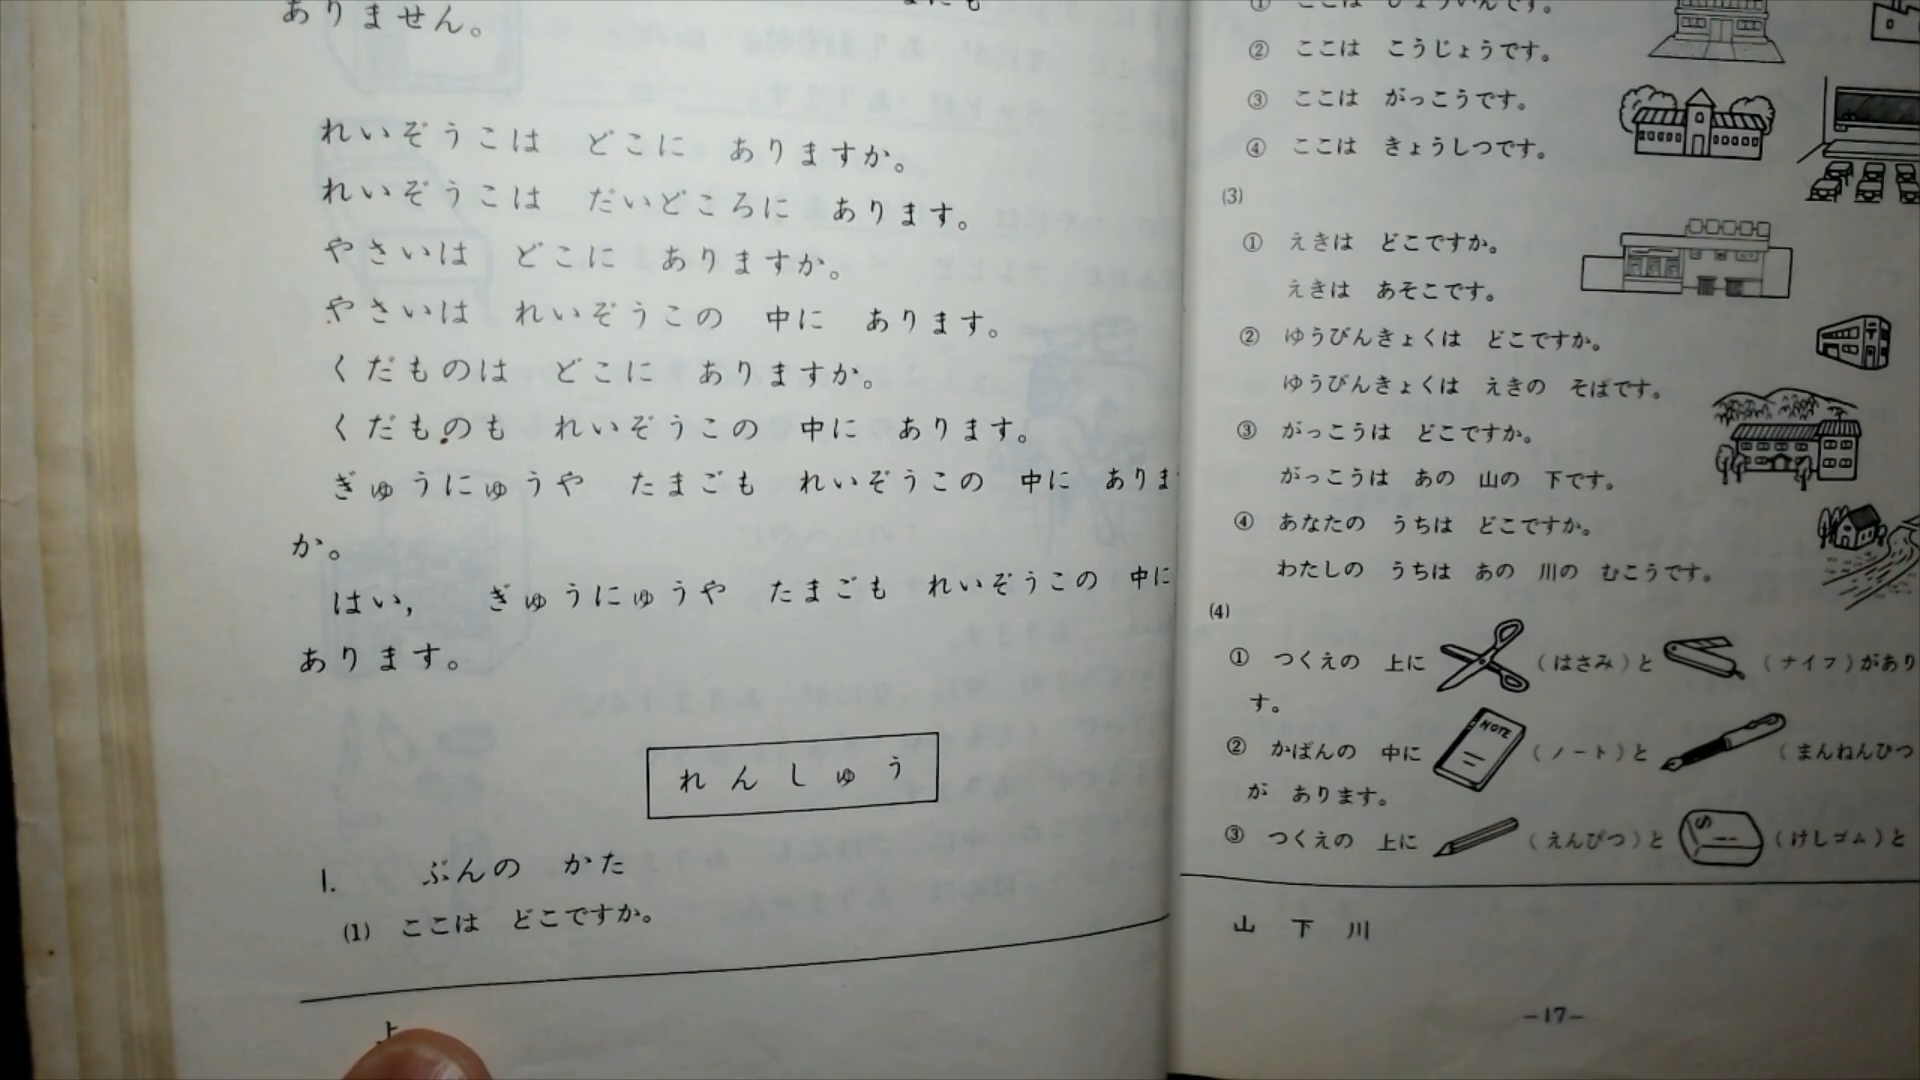 ありません。
れいぞうこは どこに ありますか。
れいぞうこは だいどころに あります。
やさいは どこに ありますか。
やさいは れいぞうこの 中に あります。
くだものは どこに ありますか。
くだものも れいぞうこの 中に あります。
ぎゅうにゅうや たまごも れいぞうこの 中に ありま
か。
はい, ぎゅうにゅうや たまごも れいぞうこの 中に
あります。
れんしゅう
1. ぶんの かた
(1) ここは どこですか。
上
① ここは びょういんです。
② ここは こうじょうです。
③ ここは がっこうです。
④ ここは きょうしつです。
(3)
① えきは どこですか。
えきは あそこです。
② ゆうびんきょくは どこですか。
ゆうびんきょくは えきの そばです。
③ がっこうは どこですか。
がっこうは あの 山の 下です。
④ あなたの うちは どこですか。
わたしの うちは あの 川の むこうです。
(4)
① つくえの 上に (はさみ)と (ナイフ)があり
す。
② かばんの 中に NOTE (ノート)と (まんねんひつ
が あります。
③ つくえの 上に (えんぴつ)と (けしゴム)と
山 下 川
—17—